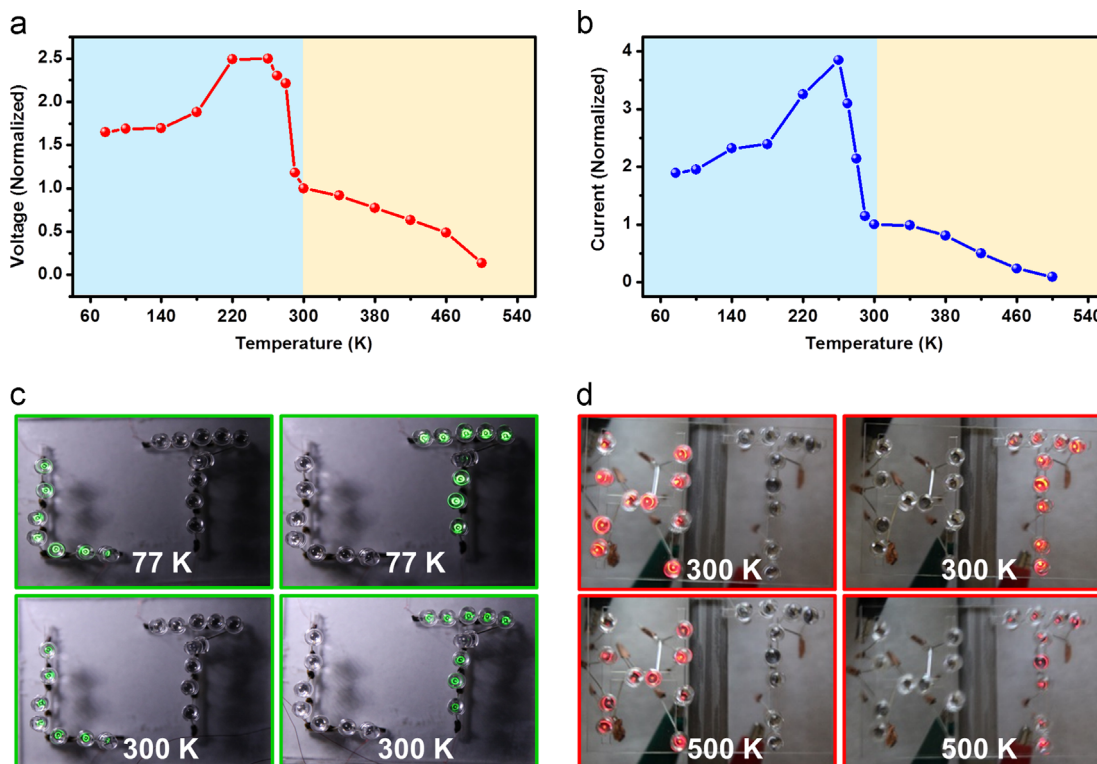 a
2.5
2.0
1.5
1.0
0.5
0.0
Voltage (Normalized)
60 140 220 300 380 460 540
Temperature (K)
b
4
3
2
1
0
Current (Normalized)
60 140 220 300 380 460 540
Temperature (K)
c
77 K
77 K
300 K
300 K
d
300 K
300 K
500 K
500 K